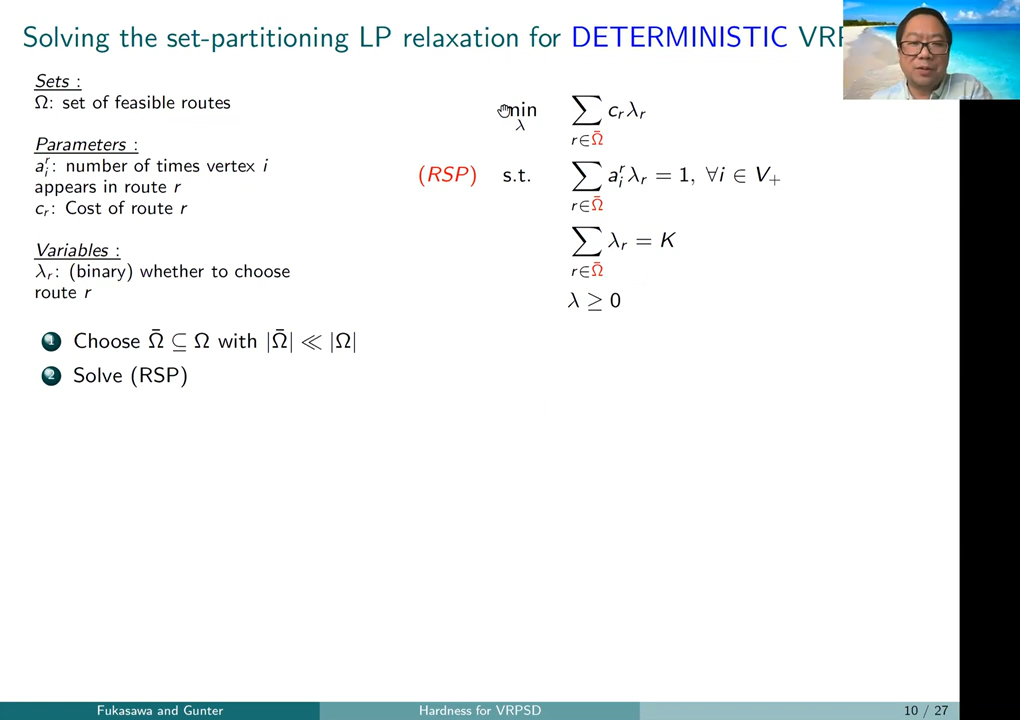 Solving the set-partitioning LP relaxation for DETERMINISTIC VR
Sets :
Ω: set of feasible routes
Parameters :
a_i^r: number of times vertex i
appears in route r
c_r: Cost of route r
Variables :
λ_r: (binary) whether to choose
route r
min_λ ∑_{r∈Ω̄} c_r λ_r
(RSP) s.t. ∑_{r∈Ω̄} a_i^r λ_r = 1, ∀i ∈ V_+
∑_{r∈Ω̄} λ_r = K
λ ≥ 0
1 Choose Ω̄ ⊆ Ω with |Ω̄| ≪ |Ω|
2 Solve (RSP)
Fukasawa and Gunter Hardness for VRPSD 10 / 27